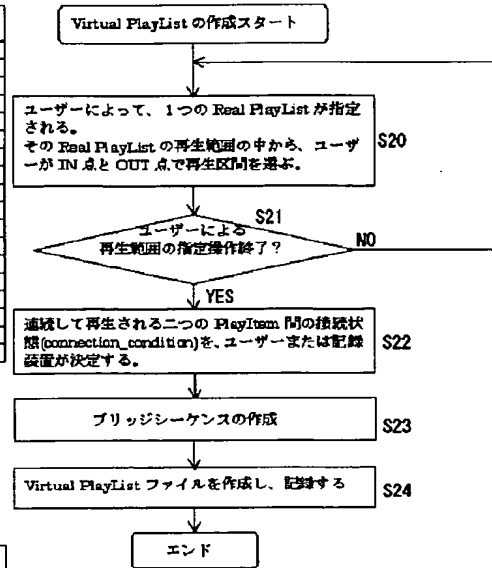 Virtual PlayList の作成スタート
ユーザーによって、1つの Real PlayList が指定
される。
その Real PlayList の再生範囲の中から、ユーザ
ーが IN 点と OUT 点で再生区間を選ぶ。
S20
S21
ユーザーによる
再生範囲の指定操作終了？
NO
YES
連続して再生される二つの PlayItem 間の接続状
態(connection_condition)を、ユーザーまたは記録
装置が決定する。
S22
ブリッジシーケンスの作成
S23
Virtual PlayList ファイルを作成し、記録する
S24
エンド